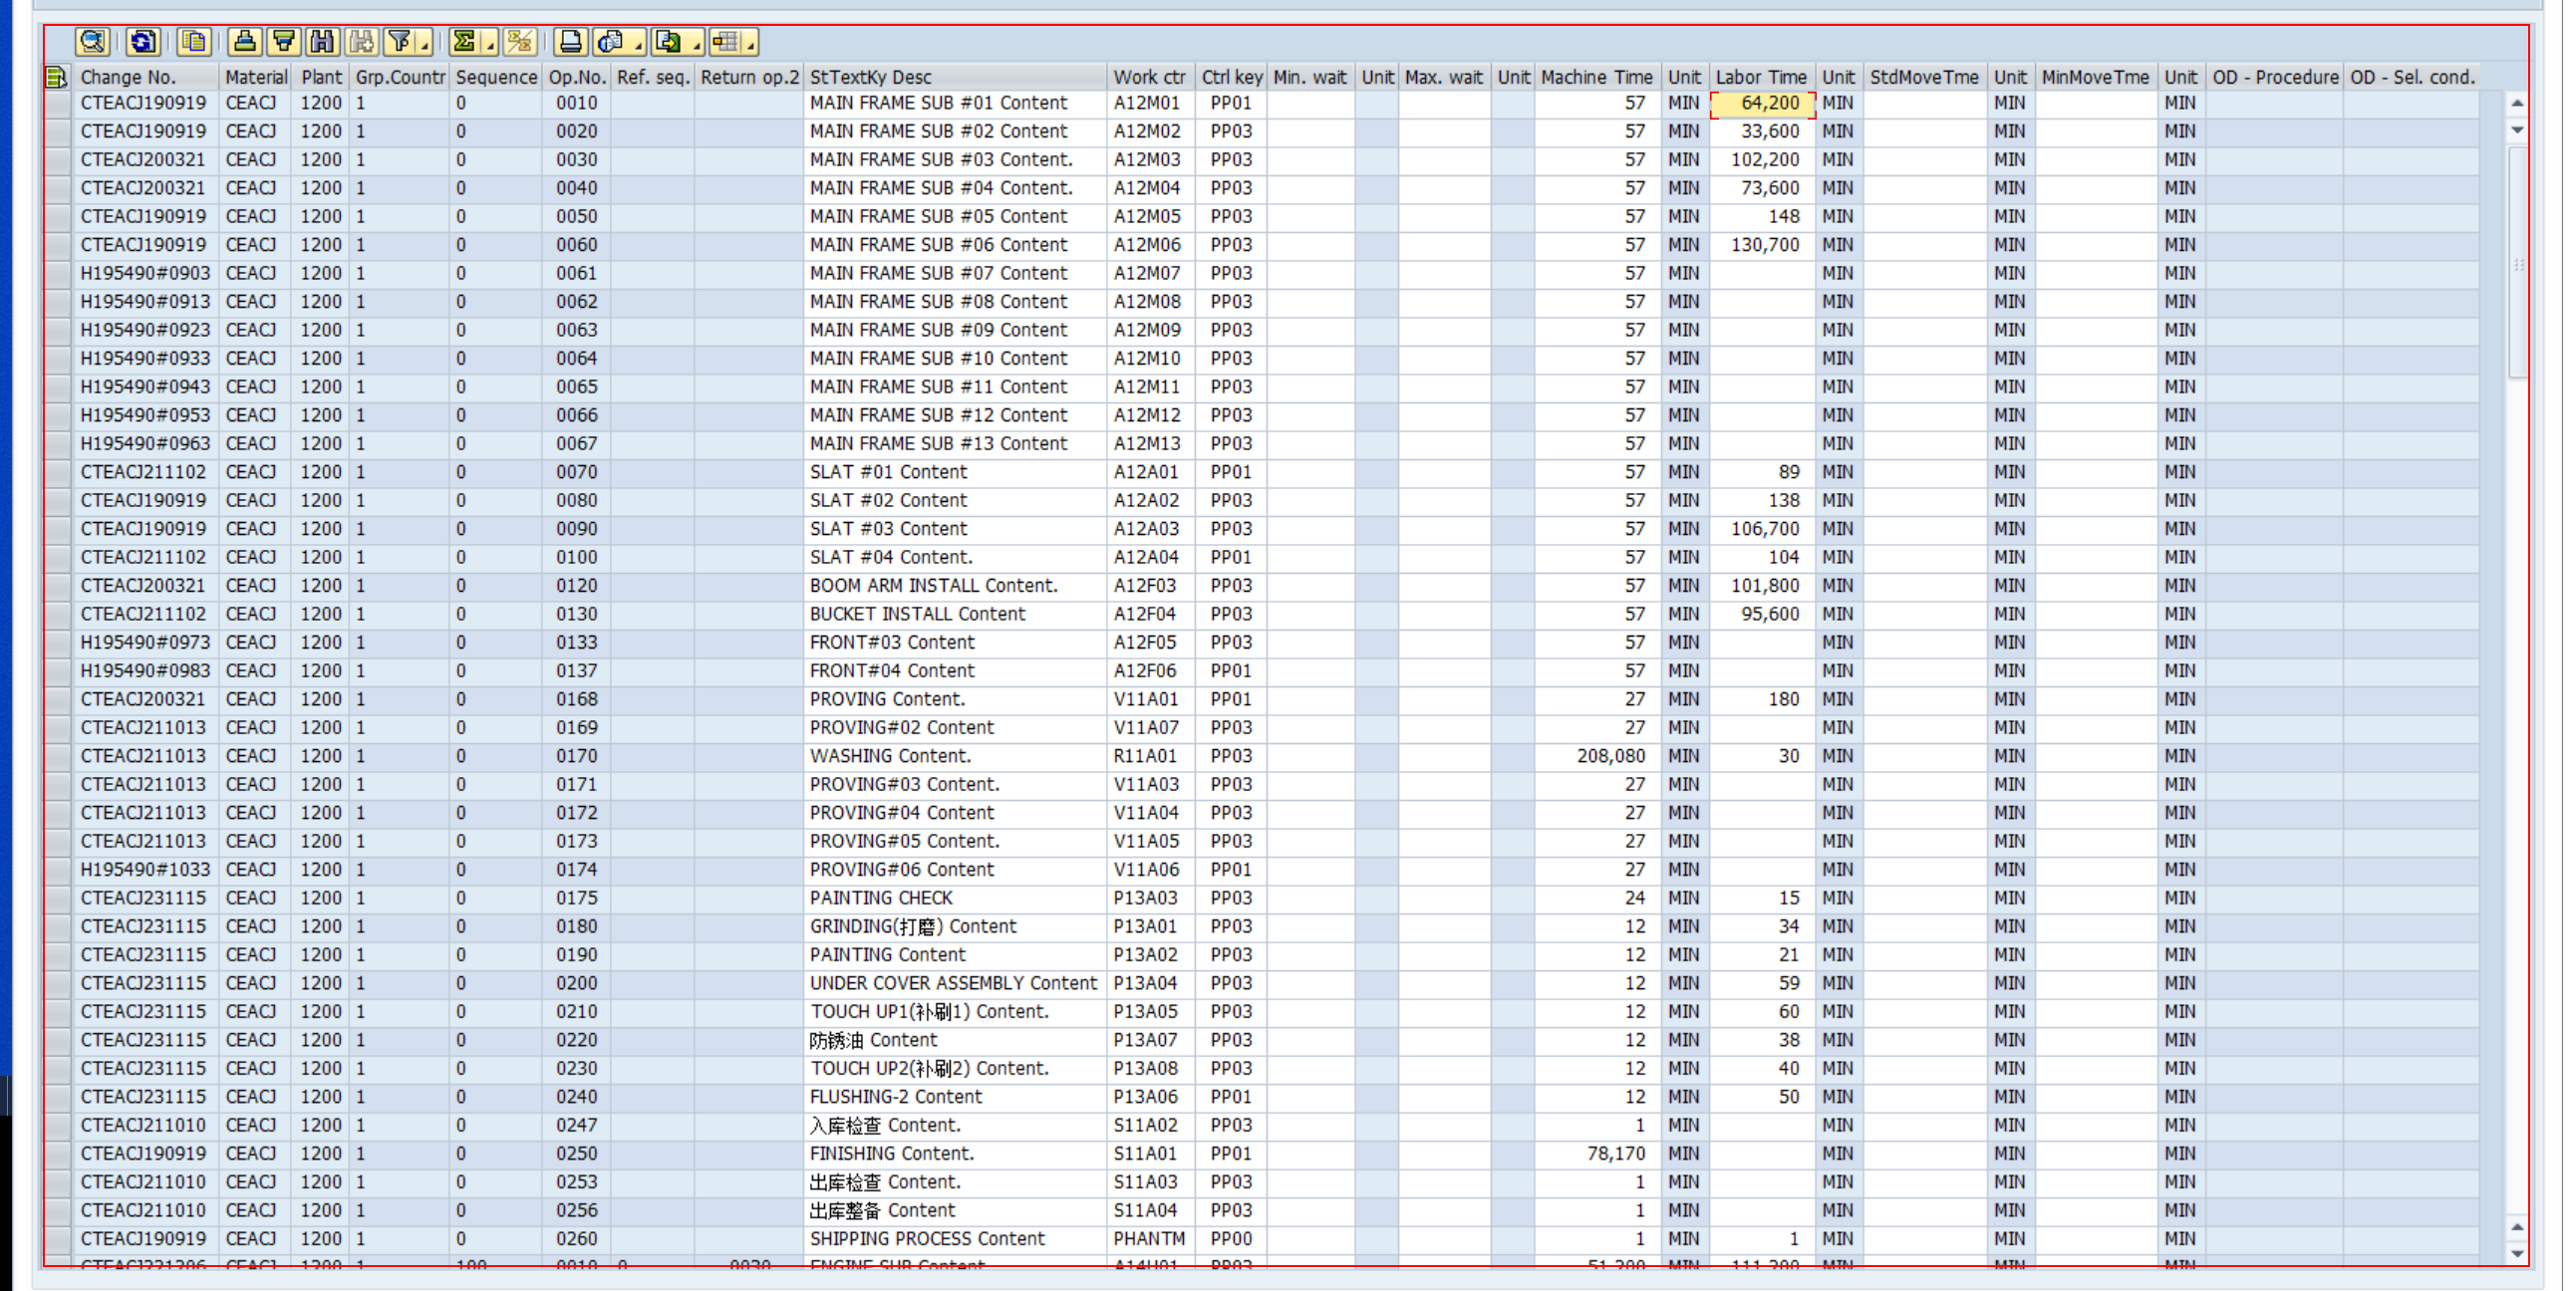 Change No. Material Plant Grp.Countr Sequence Op.No. Ref. seq. Return op.2 StTextKy Desc Work ctr Ctrl key Min. wait Unit Max. wait Unit Machine Time Unit Labor Time Unit StdMoveTme Unit MinMoveTme Unit OD - Procedure OD - Sel. cond.
CTEACJ190919 CEACJ 1200 1 0 0010 MAIN FRAME SUB #01 Content A12M01 PP01 57 MIN 64,200 MIN MIN MIN
CTEACJ190919 CEACJ 1200 1 0 0020 MAIN FRAME SUB #02 Content A12M02 PP03 57 MIN 33,600 MIN MIN MIN
CTEACJ200321 CEACJ 1200 1 0 0030 MAIN FRAME SUB #03 Content. A12M03 PP03 57 MIN 102,200 MIN MIN MIN
CTEACJ200321 CEACJ 1200 1 0 0040 MAIN FRAME SUB #04 Content. A12M04 PP03 57 MIN 73,600 MIN MIN MIN
CTEACJ190919 CEACJ 1200 1 0 0050 MAIN FRAME SUB #05 Content A12M05 PP03 57 MIN 148 MIN MIN MIN
CTEACJ190919 CEACJ 1200 1 0 0060 MAIN FRAME SUB #06 Content A12M06 PP03 57 MIN 130,700 MIN MIN MIN
H195490#0903 CEACJ 1200 1 0 0061 MAIN FRAME SUB #07 Content A12M07 PP03 57 MIN MIN MIN MIN
H195490#0913 CEACJ 1200 1 0 0062 MAIN FRAME SUB #08 Content A12M08 PP03 57 MIN MIN MIN MIN
H195490#0923 CEACJ 1200 1 0 0063 MAIN FRAME SUB #09 Content A12M09 PP03 57 MIN MIN MIN MIN
H195490#0933 CEACJ 1200 1 0 0064 MAIN FRAME SUB #10 Content A12M10 PP03 57 MIN MIN MIN MIN
H195490#0943 CEACJ 1200 1 0 0065 MAIN FRAME SUB #11 Content A12M11 PP03 57 MIN MIN MIN MIN
H195490#0953 CEACJ 1200 1 0 0066 MAIN FRAME SUB #12 Content A12M12 PP03 57 MIN MIN MIN MIN
H195490#0963 CEACJ 1200 1 0 0067 MAIN FRAME SUB #13 Content A12M13 PP03 57 MIN MIN MIN MIN
CTEACJ211102 CEACJ 1200 1 0 0070 SLAT #01 Content A12A01 PP01 57 MIN 89 MIN MIN MIN
CTEACJ190919 CEACJ 1200 1 0 0080 SLAT #02 Content A12A02 PP03 57 MIN 138 MIN MIN MIN
CTEACJ190919 CEACJ 1200 1 0 0090 SLAT #03 Content A12A03 PP03 57 MIN 106,700 MIN MIN MIN
CTEACJ211102 CEACJ 1200 1 0 0100 SLAT #04 Content. A12A04 PP01 57 MIN 104 MIN MIN MIN
CTEACJ200321 CEACJ 1200 1 0 0120 BOOM ARM INSTALL Content. A12F03 PP03 57 MIN 101,800 MIN MIN MIN
CTEACJ211102 CEACJ 1200 1 0 0130 BUCKET INSTALL Content A12F04 PP03 57 MIN 95,600 MIN MIN MIN
H195490#0973 CEACJ 1200 1 0 0133 FRONT#03 Content A12F05 PP03 57 MIN MIN MIN MIN
H195490#0983 CEACJ 1200 1 0 0137 FRONT#04 Content A12F06 PP01 57 MIN MIN MIN MIN
CTEACJ200321 CEACJ 1200 1 0 0168 PROVING Content. V11A01 PP01 27 MIN 180 MIN MIN MIN
CTEACJ211013 CEACJ 1200 1 0 0169 PROVING#02 Content V11A07 PP03 27 MIN MIN MIN MIN
CTEACJ211013 CEACJ 1200 1 0 0170 WASHING Content. R11A01 PP03 208,080 MIN 30 MIN MIN MIN
CTEACJ211013 CEACJ 1200 1 0 0171 PROVING#03 Content. V11A03 PP03 27 MIN MIN MIN MIN
CTEACJ211013 CEACJ 1200 1 0 0172 PROVING#04 Content V11A04 PP03 27 MIN MIN MIN MIN
CTEACJ211013 CEACJ 1200 1 0 0173 PROVING#05 Content. V11A05 PP03 27 MIN MIN MIN MIN
H195490#1033 CEACJ 1200 1 0 0174 PROVING#06 Content V11A06 PP01 27 MIN MIN MIN MIN
CTEACJ231115 CEACJ 1200 1 0 0175 PAINTING CHECK P13A03 PP03 24 MIN 15 MIN MIN MIN
CTEACJ231115 CEACJ 1200 1 0 0180 GRINDING(打磨) Content P13A01 PP03 12 MIN 34 MIN MIN MIN
CTEACJ231115 CEACJ 1200 1 0 0190 PAINTING Content P13A02 PP03 12 MIN 21 MIN MIN MIN
CTEACJ231115 CEACJ 1200 1 0 0200 UNDER COVER ASSEMBLY Content P13A04 PP03 12 MIN 59 MIN MIN MIN
CTEACJ231115 CEACJ 1200 1 0 0210 TOUCH UP1(补刷1) Content. P13A05 PP03 12 MIN 60 MIN MIN MIN
CTEACJ231115 CEACJ 1200 1 0 0220 防锈油 Content P13A07 PP03 12 MIN 38 MIN MIN MIN
CTEACJ231115 CEACJ 1200 1 0 0230 TOUCH UP2(补刷2) Content. P13A08 PP03 12 MIN 40 MIN MIN MIN
CTEACJ231115 CEACJ 1200 1 0 0240 FLUSHING-2 Content P13A06 PP01 12 MIN 50 MIN MIN MIN
CTEACJ211010 CEACJ 1200 1 0 0247 入库检查 Content. S11A02 PP03 1 MIN MIN MIN MIN
CTEACJ190919 CEACJ 1200 1 0 0250 FINISHING Content. S11A01 PP01 78,170 MIN MIN MIN MIN
CTEACJ211010 CEACJ 1200 1 0 0253 出库检查 Content. S11A03 PP03 1 MIN MIN MIN MIN
CTEACJ211010 CEACJ 1200 1 0 0256 出库整备 Content S11A04 PP03 1 MIN MIN MIN MIN
CTEACJ190919 CEACJ 1200 1 0 0260 SHIPPING PROCESS Content PHANTM PP00 1 MIN 1 MIN MIN MIN
CEACJ 1200 1 100 0010 0 0030 ENGINE SUB Content PP03 MIN MIN MIN MIN